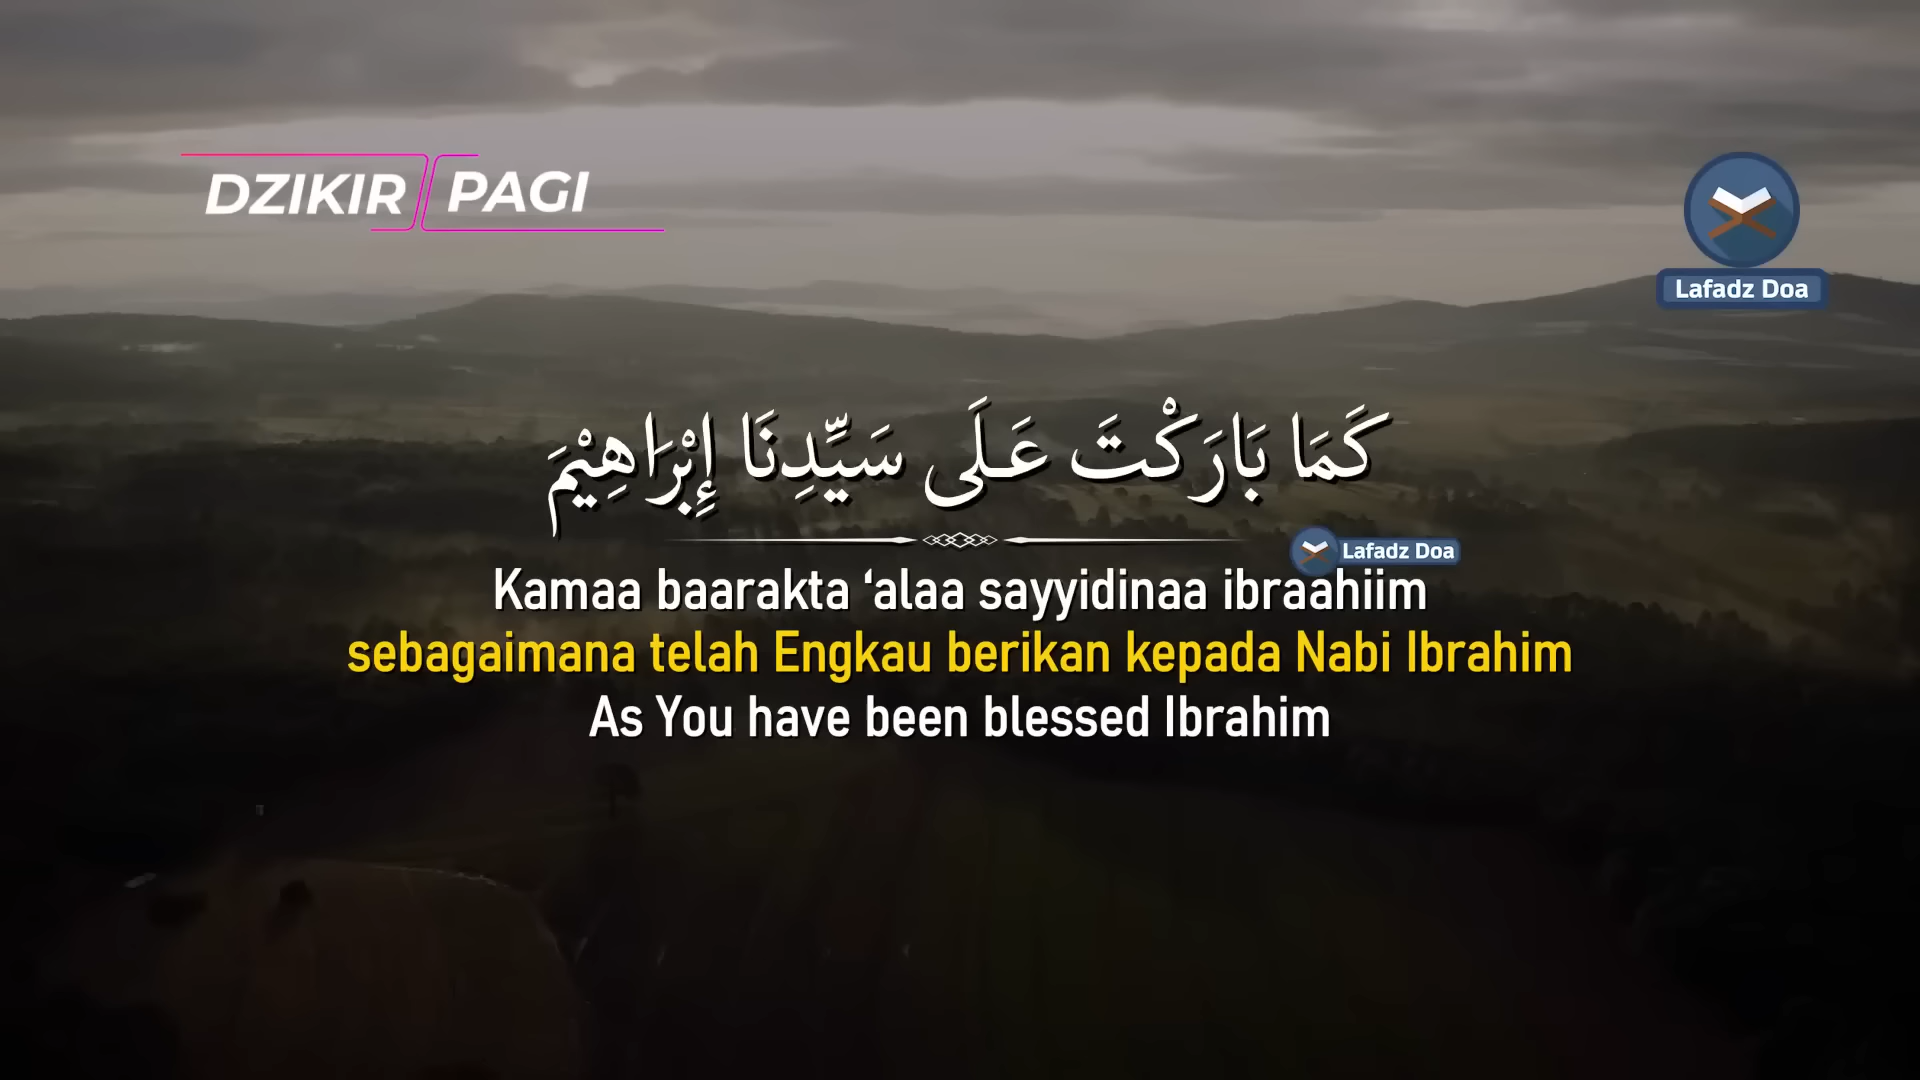 DZIKIR PAGI
Lafadz Doa
كَمَا بَارَكْتَ عَلَى سَيِّدِنَا إِبْرَاهِيْمَ
Lafadz Doa
Kamaa baarakta ‘alaa sayyidinaa ibraahiim
sebagaimana telah Engkau berikan kepada Nabi Ibrahim
As You have been blessed Ibrahim